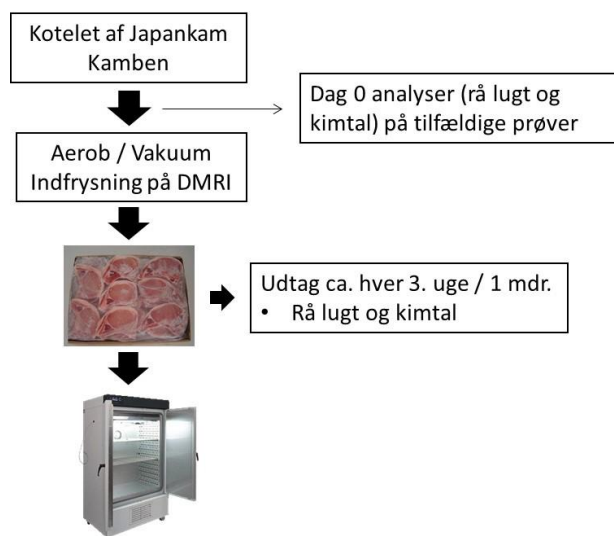 Kotelet af Japankam
Kamben
Dag 0 analyser (rå lugt og
kimtal) på tilfældige prøver
Aerob / Vakuum
Indfrysning på DMRI
Udtag ca. hver 3. uge / 1 mdr.
• Rå lugt og kimtal